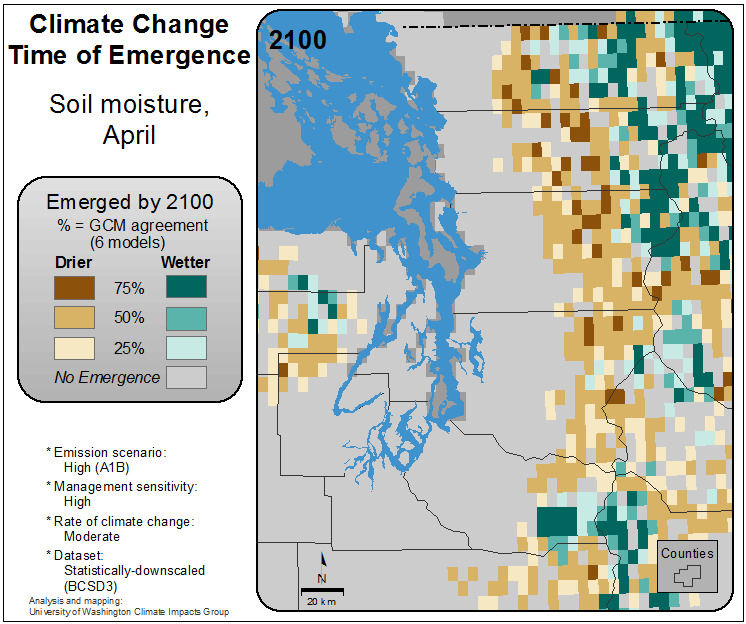 Climate Change
Time of Emergence
Soil moisture,
April
Emerged by 2100
% = GCM agreement
(6 models)
Drier Wetter
75%
50%
25%
No Emergence
* Emission scenario:
High (A1B)
* Management sensitivity:
High
* Rate of climate change:
Moderate
* Dataset:
Statistically-downscaled
(BCSD3)
Analysis and mapping:
University of Washington Climate Impacts Group
2100
N
20 km
Counties